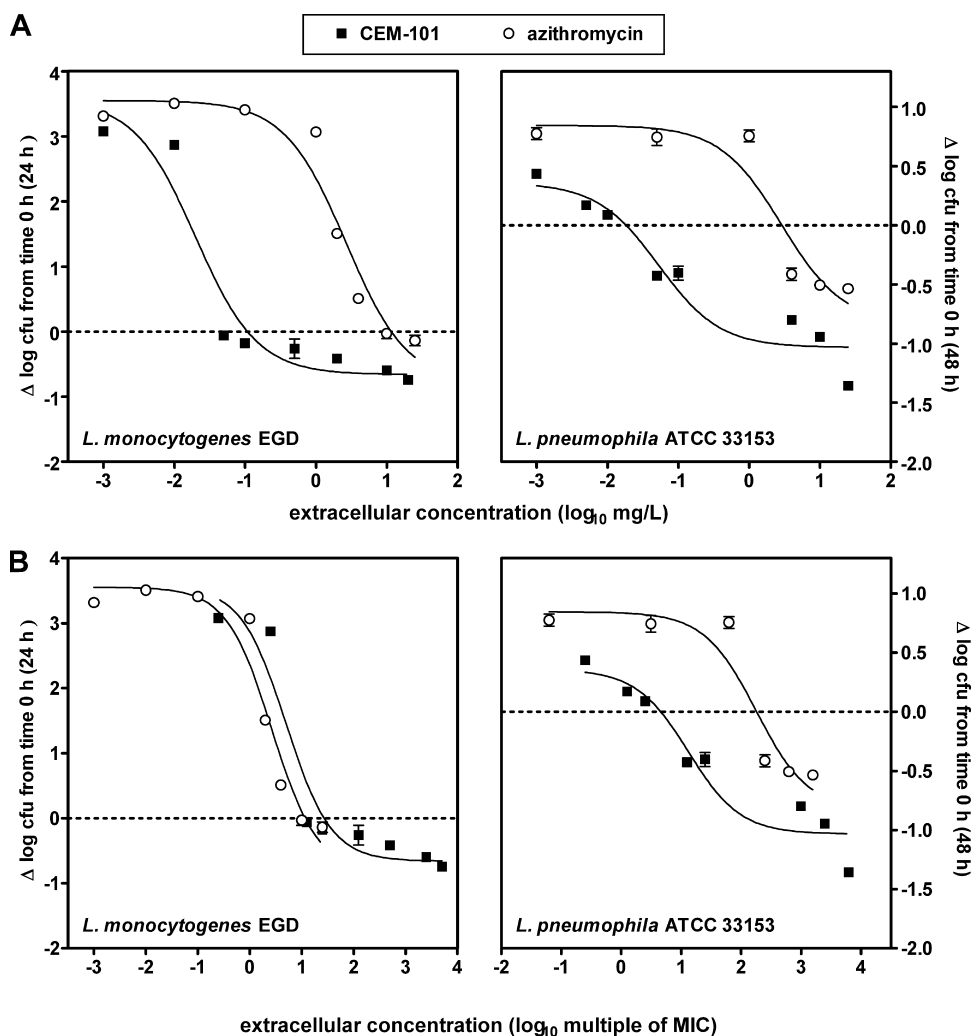 A
CEM-101 azithromycin
4
3
2
1
0
-1
-2
Δ log cfu from time 0 h (24 h)
L. monocytogenes EGD
-3 -2 -1 0 1 2
1.0
0.5
0.0
-0.5
-1.0
-1.5
-2.0
Δ log cfu from time 0 h (48 h)
L. pneumophila ATCC 33153
-3 -2 -1 0 1 2
extracellular concentration (log10 mg/L)
B
4
3
2
1
0
-1
-2
Δ log cfu from time 0 h (24 h)
L. monocytogenes EGD
-3 -2 -1 0 1 2 3 4
1.0
0.5
0.0
-0.5
-1.0
-1.5
-2.0
Δ log cfu from time 0 h (48 h)
L. pneumophila ATCC 33153
-2 -1 0 1 2 3 4
extracellular concentration (log10 multiple of MIC)